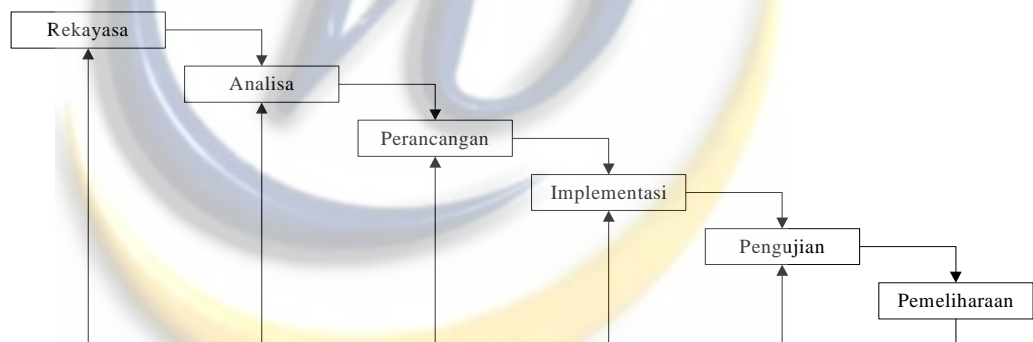 Rekayasa
Analisa
Perancangan
Implementasi
Pengujian
Pemeliharaan